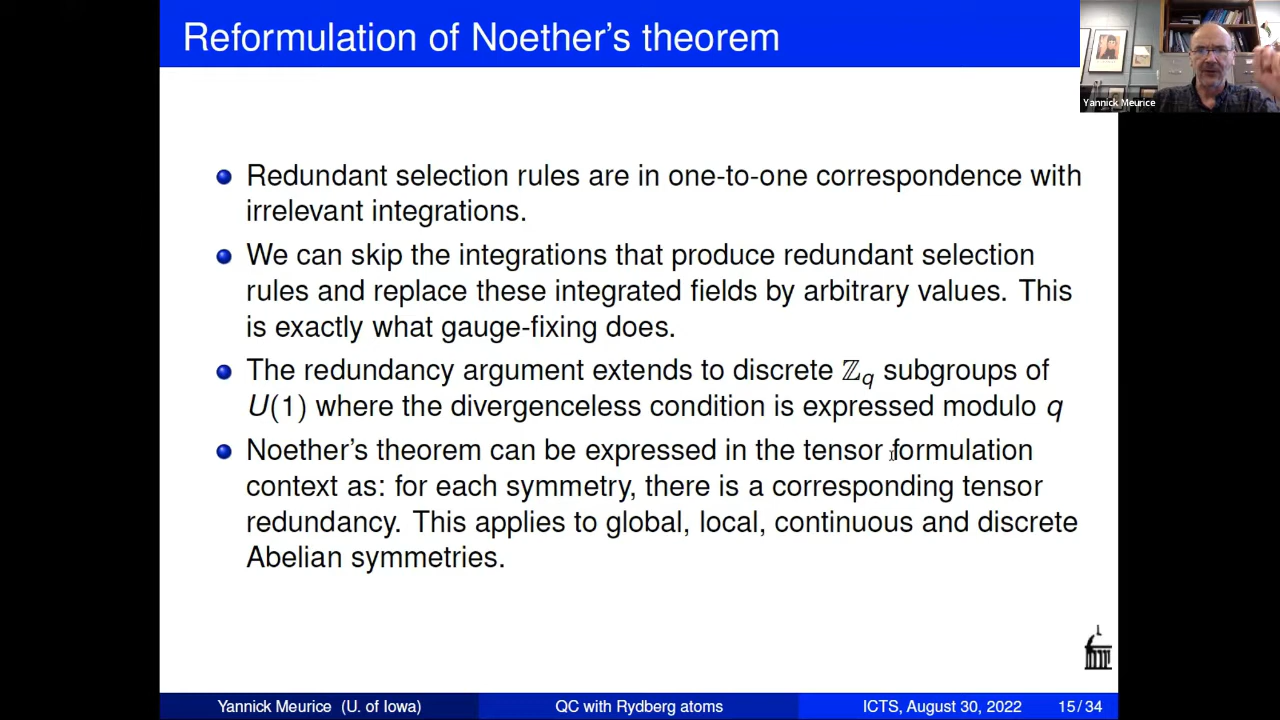 Reformulation of Noether's theorem
Yannick Meurice
Redundant selection rules are in one-to-one correspondence with
irrelevant integrations.
We can skip the integrations that produce redundant selection
rules and replace these integrated fields by arbitrary values. This
is exactly what gauge-fixing does.
The redundancy argument extends to discrete ℤq subgroups of
U(1) where the divergenceless condition is expressed modulo q
Noether's theorem can be expressed in the tensor formulation
context as: for each symmetry, there is a corresponding tensor
redundancy. This applies to global, local, continuous and discrete
Abelian symmetries.
Yannick Meurice (U. of Iowa) QC with Rydberg atoms ICTS, August 30, 2022 15 / 34